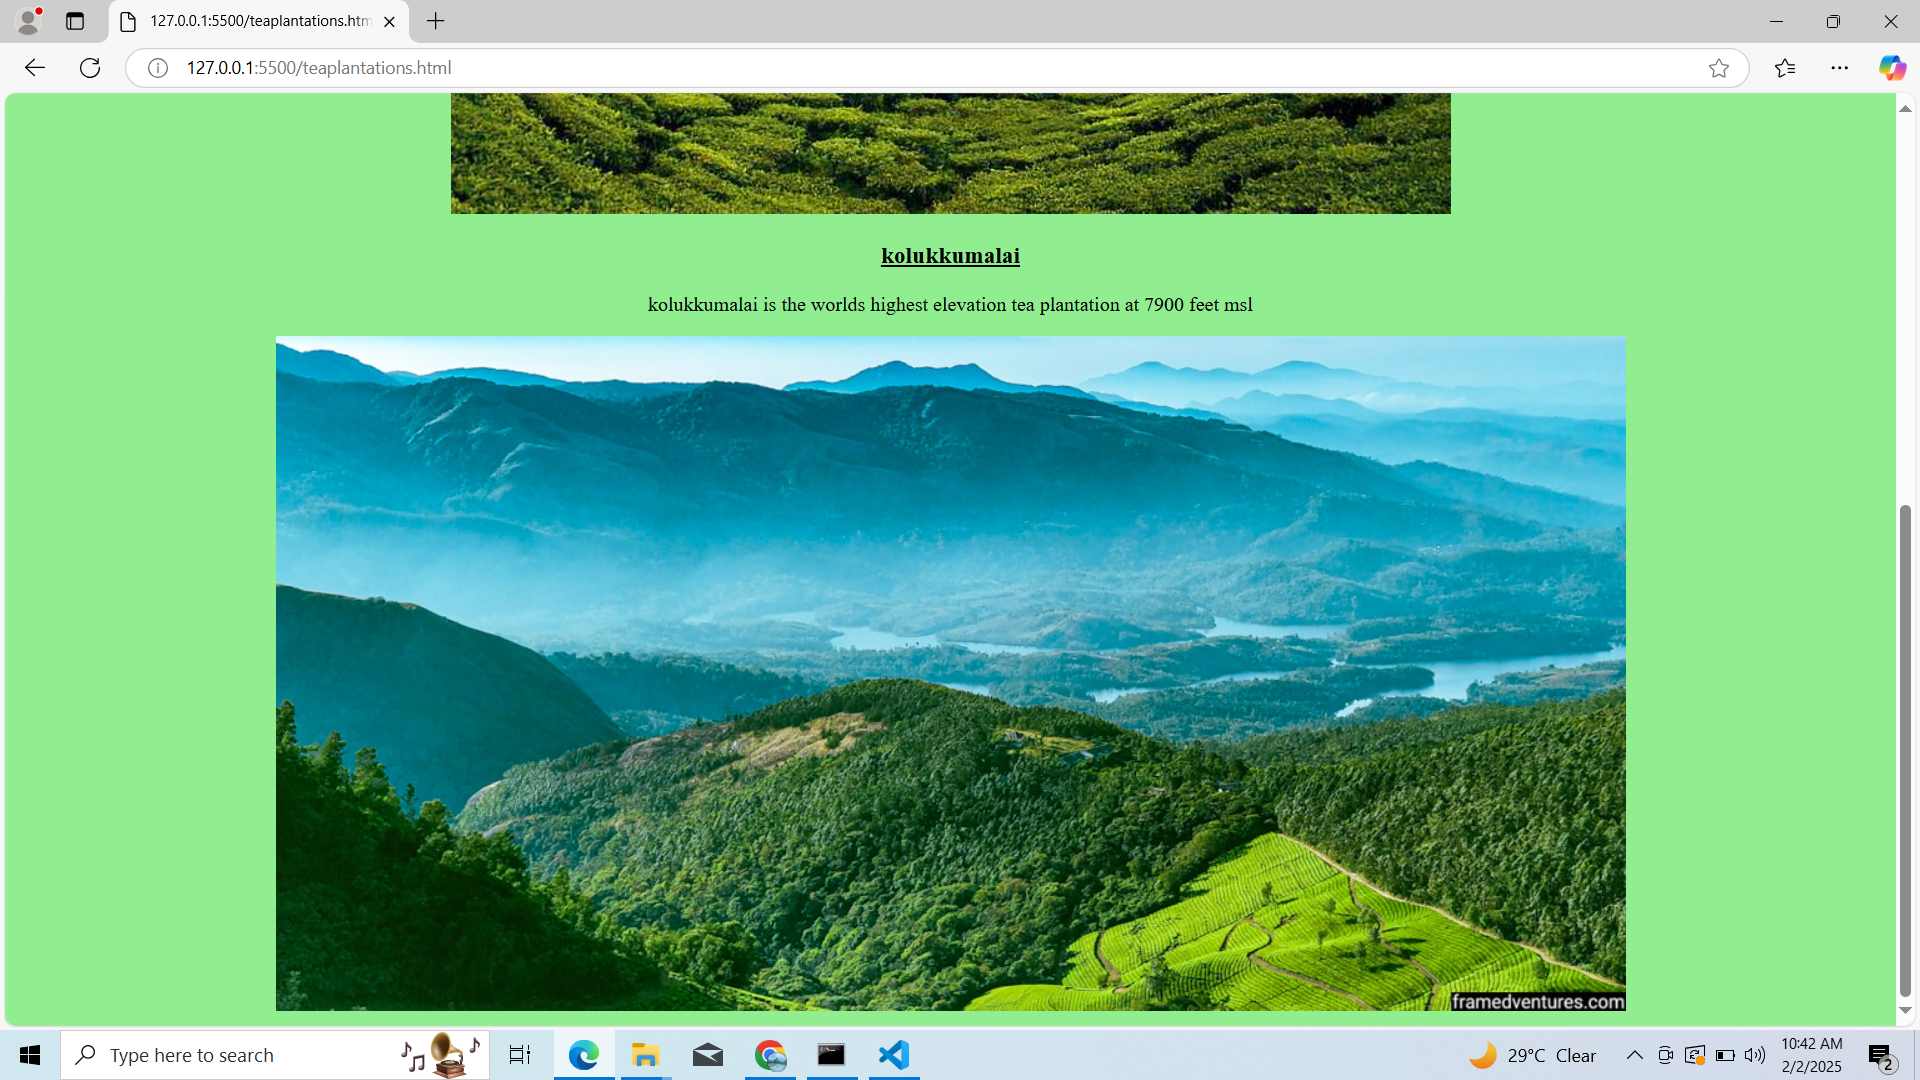 127.0.0.1:5500/teaplantations.htm
127.0.0.1:5500/teaplantations.html
kolukkumalai
kolukkumalai is the worlds highest elevation tea plantation at 7900 feet msl
framedventures.com
Type here to search
29°C Clear
10:42 AM
2/2/2025
2